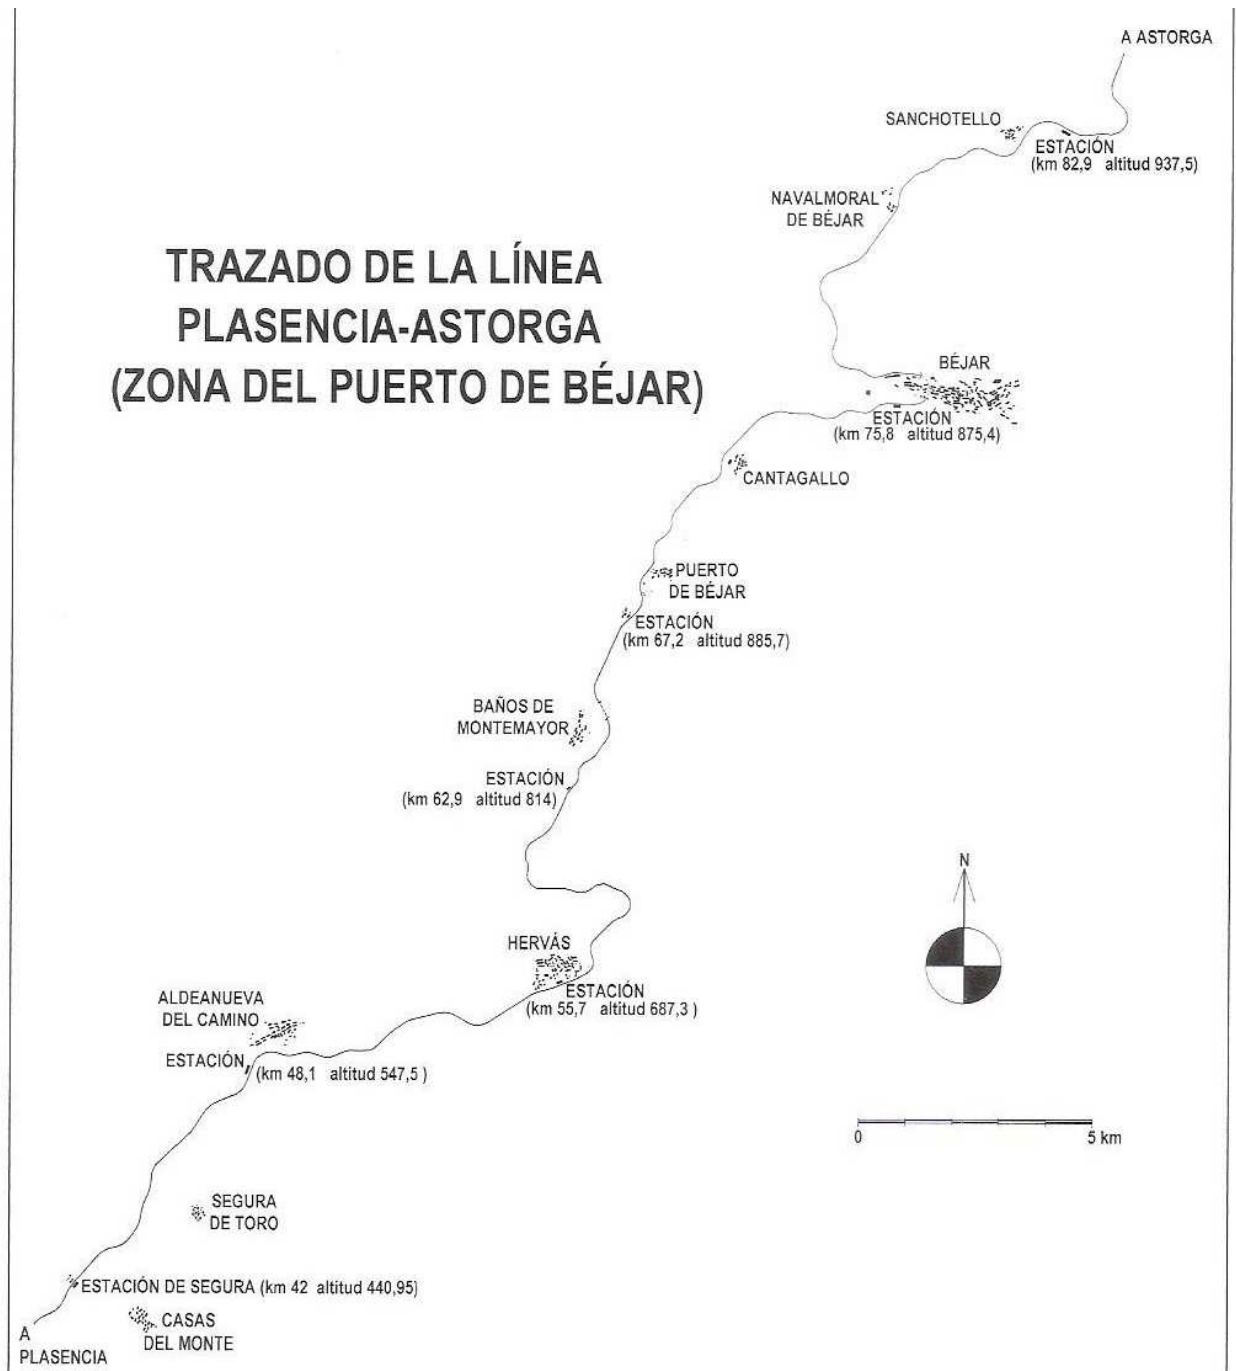 A ASTORGA
SANCHOTELLO
ESTACIÓN
(km 82,9 altitud 937,5)
NAVALMORAL
DE BÉJAR
TRAZADO DE LA LÍNEA
PLASENCIA-ASTORGA
(ZONA DEL PUERTO DE BÉJAR)
BÉJAR
ESTACIÓN
(km 75,8 altitud 875,4)
CANTAGALLO
PUERTO
DE BÉJAR
ESTACIÓN
(km 67,2 altitud 885,7)
BAÑOS DE
MONTEMAYOR
ESTACIÓN
(km 62,9 altitud 814)
N
HERVÁS
ESTACIÓN
(km 55,7 altitud 687,3 )
ALDEANUEVA
DEL CAMINO
ESTACIÓN
(km 48,1 altitud 547,5 )
0 5 km
SEGURA
DE TORO
ESTACIÓN DE SEGURA (km 42 altitud 440,95)
CASAS
DEL MONTE
A
PLASENCIA